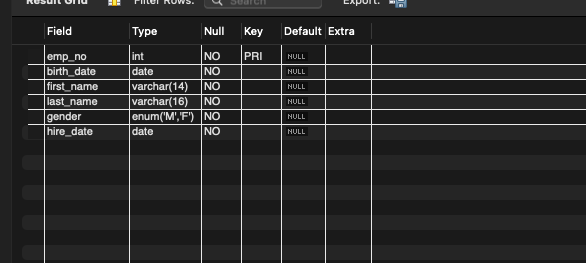 Result Grid Filter Rows: Search Export:
Field Type Null Key Default Extra
emp_no int NO PRI NULL
birth_date date NO NULL
first_name varchar(14) NO NULL
last_name varchar(16) NO NULL
gender enum('M','F') NO NULL
hire_date date NO NULL